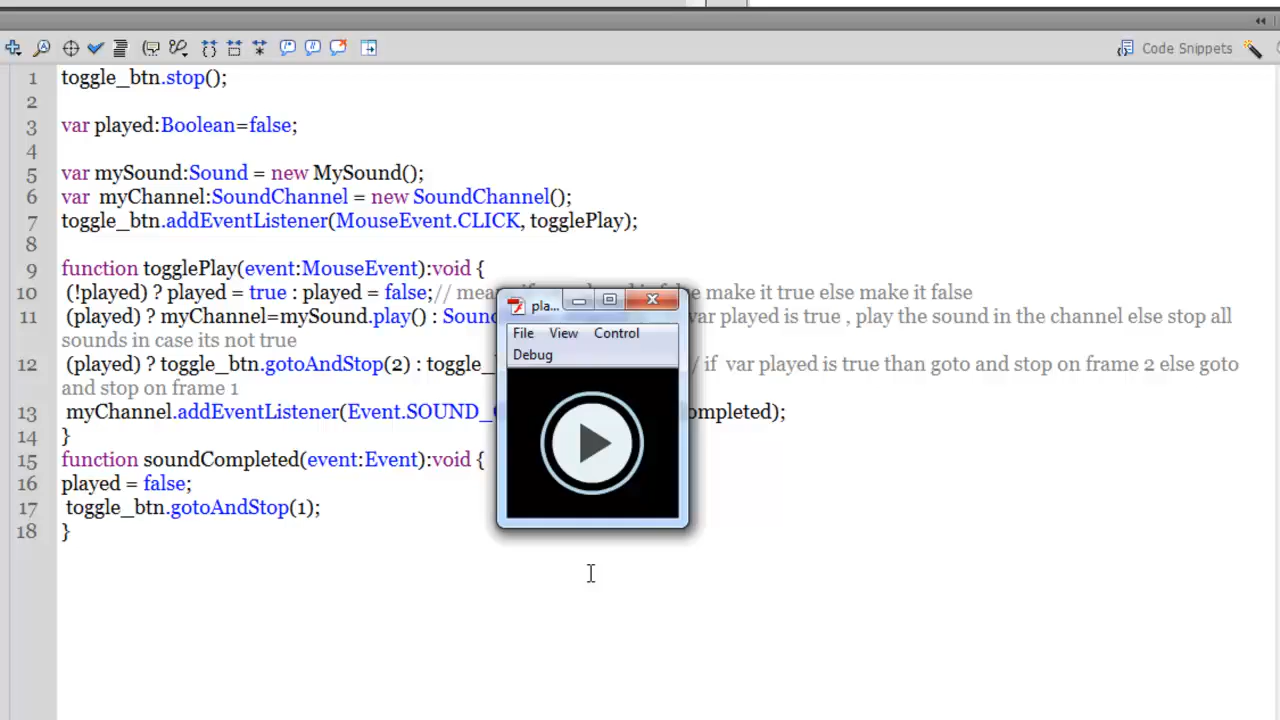 Code Snippets
1 toggle_btn.stop();
2
3 var played:Boolean=false;
4
5 var mySound:Sound = new MySound();
6 var  myChannel:SoundChannel = new SoundChannel();
7 toggle_btn.addEventListener(MouseEvent.CLICK, togglePlay);
8
9 function togglePlay(event:MouseEvent):void {
10 (!played) ? played = true : played = false;// make it true else make it false
11 (played) ? myChannel=mySound.play() : var played is true , play the sound in the channel else stop all
sounds in case its not true
12 (played) ? toggle_btn.gotoAndStop(2) : if  var played is true than goto and stop on frame 2 else goto
and stop on frame 1
13 myChannel.addEventListener(Event.SOUND_
14 }
15 function soundCompleted(event:Event):void {
16 played = false;
17 toggle_btn.gotoAndStop(1);
18 }
pla...
File View Control
Debug